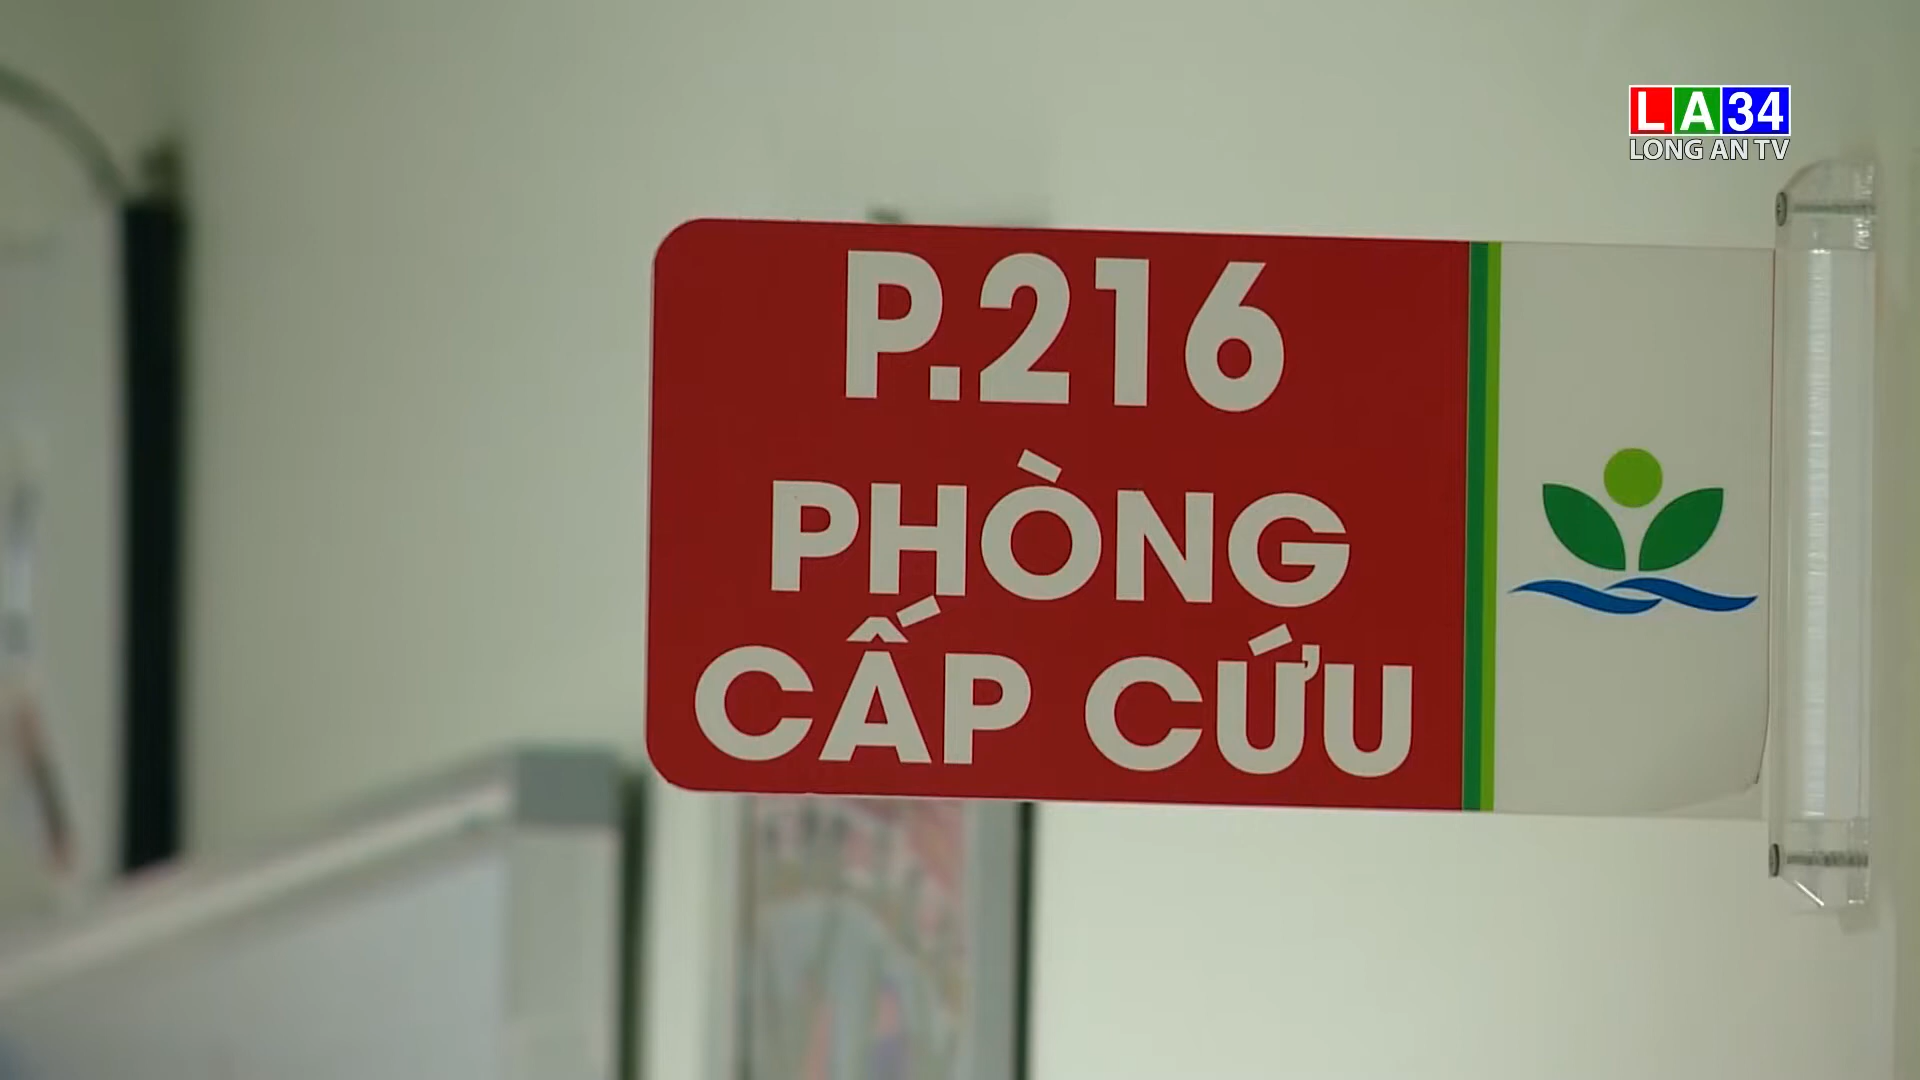 LA34
LONG AN TV
P.216
PHÒNG
CẤP CỨU